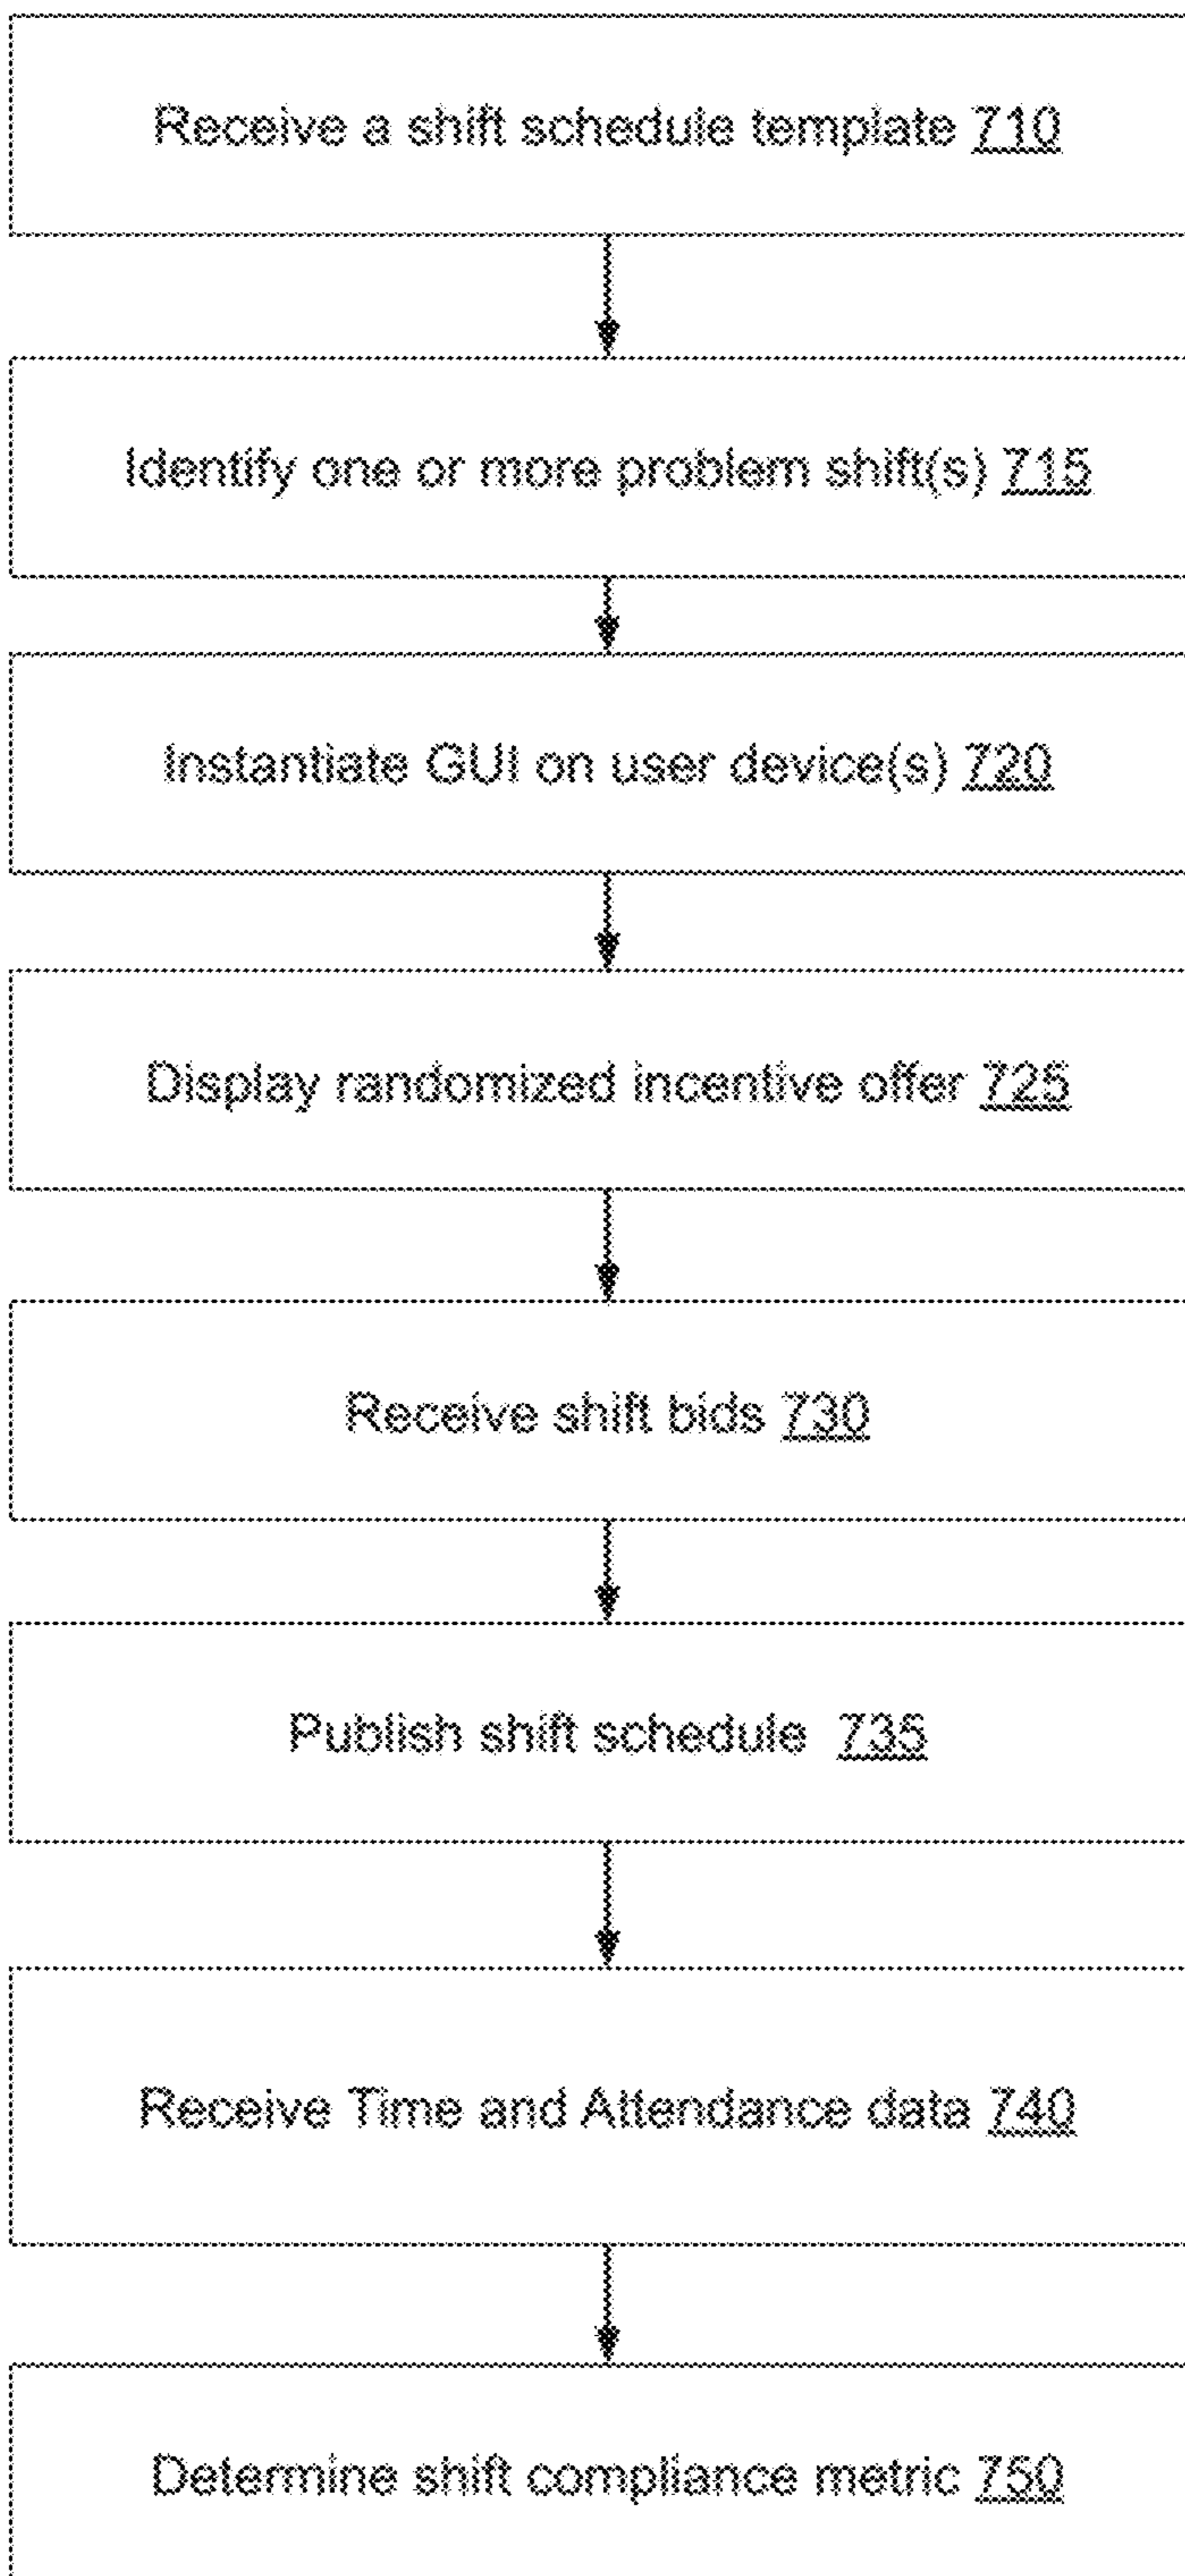 Receive a shift schedule template 710
Identify one or more problem shift(s) 715
Instantiate GUI on user device(s) 720
Display randomized incentive offer 725
Receive shift bids 730
Publish shift schedule 735
Receive Time and Attendance data 740
Determine shift compliance metric 750